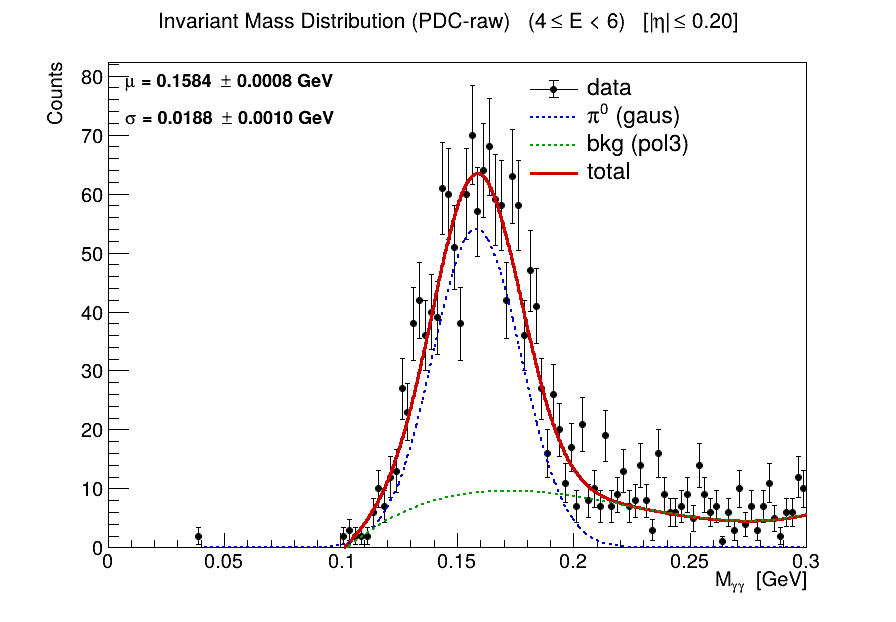 Invariant Mass Distribution (PDC-raw) (4 ≤ E < 6) [|η| ≤ 0.20]
Counts
μ = 0.1584 ± 0.0008 GeV
σ = 0.0188 ± 0.0010 GeV
data
π⁰ (gaus)
bkg (pol3)
total
80
70
60
50
40
30
20
10
0
0 0.05 0.1 0.15 0.2 0.25 0.3
Mγγ [GeV]